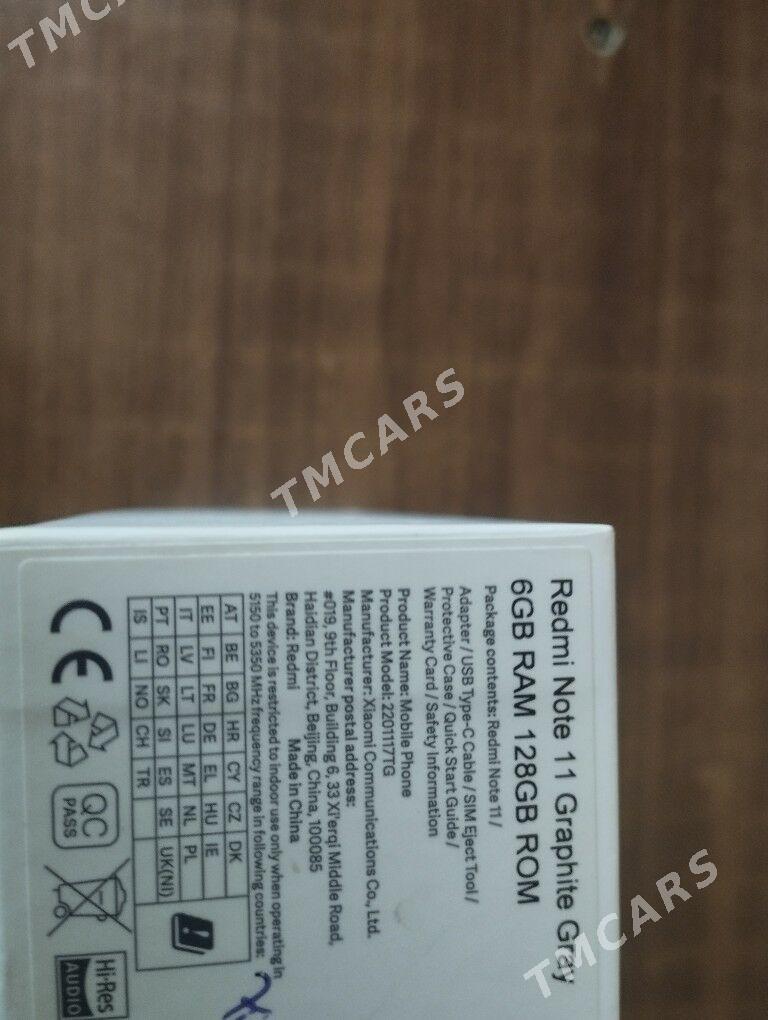 TMCARS
TMCARS
TMCARS
Redmi Note 11 Graphite Gray
6GB RAM 128GB ROM
Package contents: Redmi Note 11 /
Adapter / USB Type-C Cable / SIM Eject Tool /
Protective Case / Quick Start Guide /
Warranty Card / Safety Information
Product Name: Mobile Phone
Product Model: 2201117TG
Manufacturer: Xiaomi Communications Co., Ltd.
Manufacturer postal address:
#019, 9th Floor, Building 6, 33 Xi'erqi Middle Road,
Haidian District, Beijing, China, 100085
Brand: Redmi Made in China
This device is restricted to indoor use only when operating in
5150 to 5350 MHz frequency range in following countries:
AT BE BG HR CY CZ DK
EE FI FR DE EL HU IE
IT LV LT LU MT NL PL
PT RO SK SI ES SE UK(NI)
IS LI NO CH TR
CE
QC
PASS
Hi-Res
AUDIO